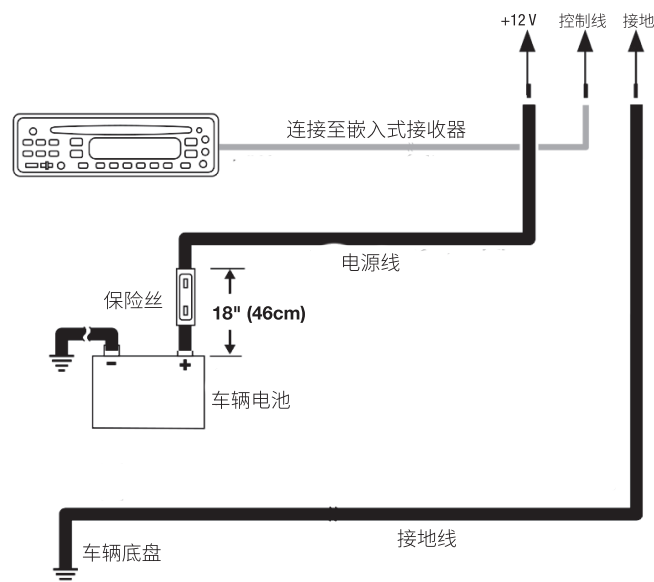 +12V 控制线 接地
连接至嵌入式接收器
电源线
保险丝
18" (46cm)
- +
车辆电池
接地线
车辆底盘